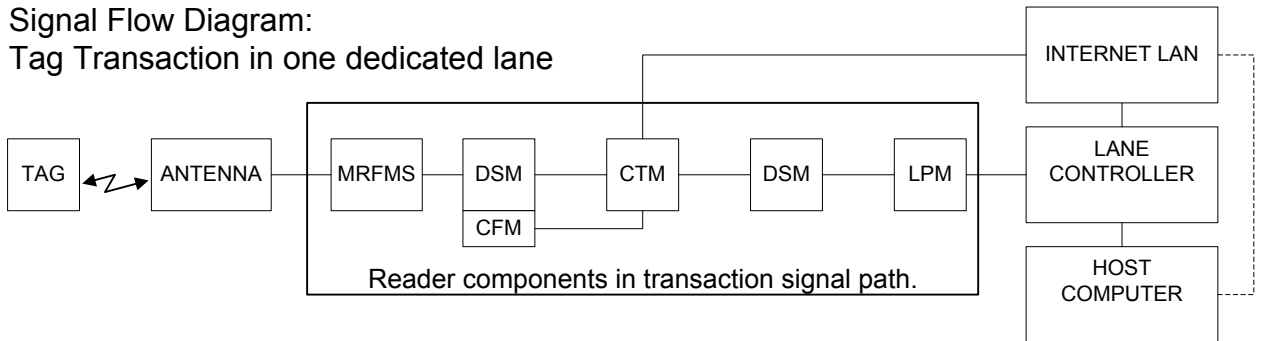 Signal Flow Diagram:
Tag Transaction in one dedicated lane
INTERNET LAN
TAG
ANTENNA
MRFMS
DSM
CFM
CTM
DSM
LPM
LANE
CONTROLLER
HOST
COMPUTER
Reader components in transaction signal path.